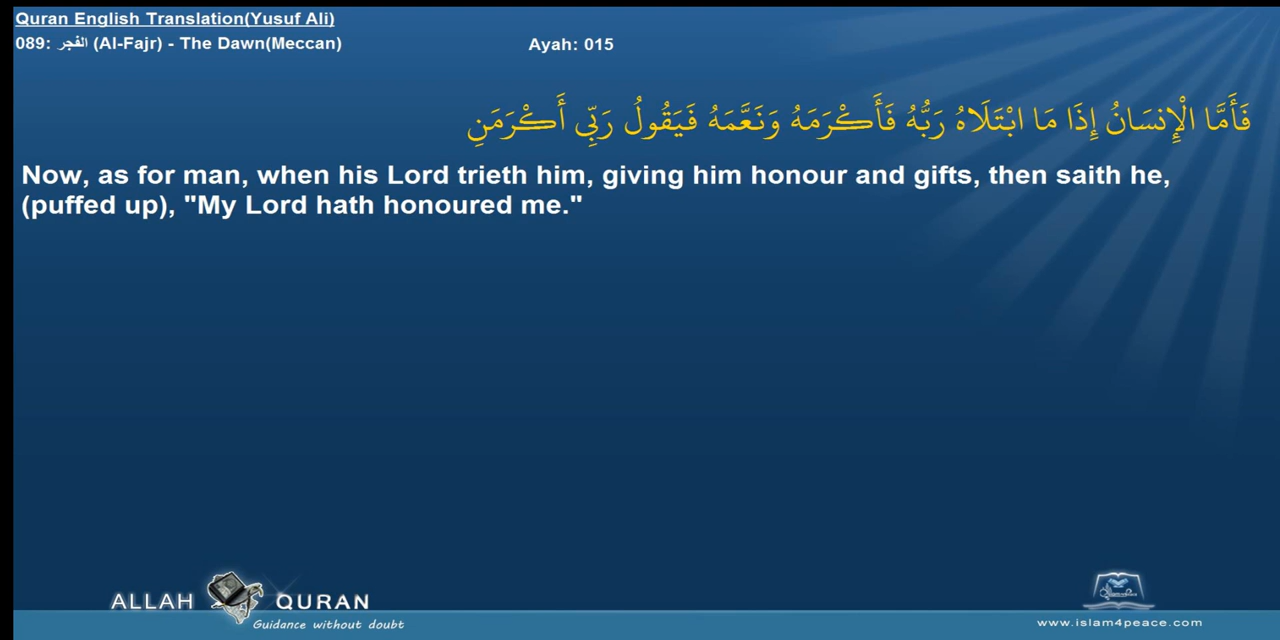 Quran English Translation(Yusuf Ali)
089: الفجر (Al-Fajr) - The Dawn(Meccan) Ayah: 015
فَأَمَّا الْإِنسَانُ إِذَا مَا ابْتَلَاهُ رَبُّهُ فَأَكْرَمَهُ وَنَعَّمَهُ فَيَقُولُ رَبِّي أَكْرَمَنِ
Now, as for man, when his Lord trieth him, giving him honour and gifts, then saith he,
(puffed up), "My Lord hath honoured me."
ALLAH QURAN
Guidance without doubt
www.islam4peace.com